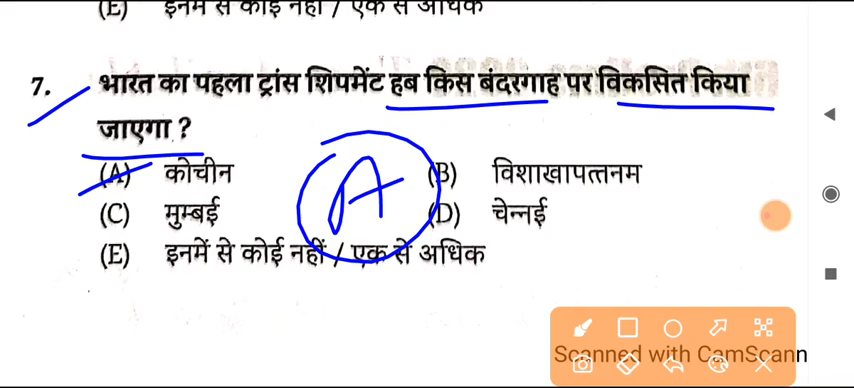 (E) इनमें से कोई नहीं / एक से अधिक
7. भारत का पहला ट्रांस शिपमेंट हब किस बंदरगाह पर विकसित किया
जाएगा ?
(A) कोचीन (B) विशाखापत्तनम
(C) मुम्बई (D) चेन्नई
A
(E) इनमें से कोई नहीं / एक से अधिक
Scanned with CamScann